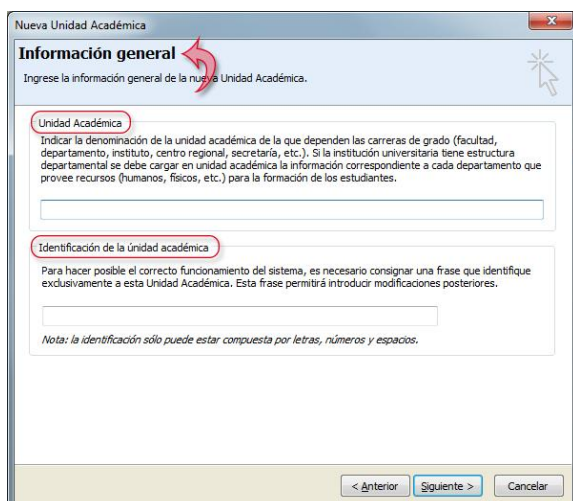 Nueva Unidad Académica
Información general
Ingrese la información general de la nueva Unidad Académica.
Unidad Académica
Indicar la denominación de la unidad académica de la que dependen las carreras de grado (facultad,
departamento, instituto, centro regional, secretaría, etc.). Si la institución universitaria tiene estructura
departamental se debe cargar en unidad académica la información correspondiente a cada departamento que
provee recursos (humanos, físicos, etc.) para la formación de los estudiantes.
Identificación de la únidad académica
Para hacer posible el correcto funcionamiento del sistema, es necesario consignar una frase que identifique
exclusivamente a esta Unidad Académica. Esta frase permitirá introducir modificaciones posteriores.
Nota: la identificación sólo puede estar compuesta por letras, números y espacios.
< Anterior Siguiente > Cancelar